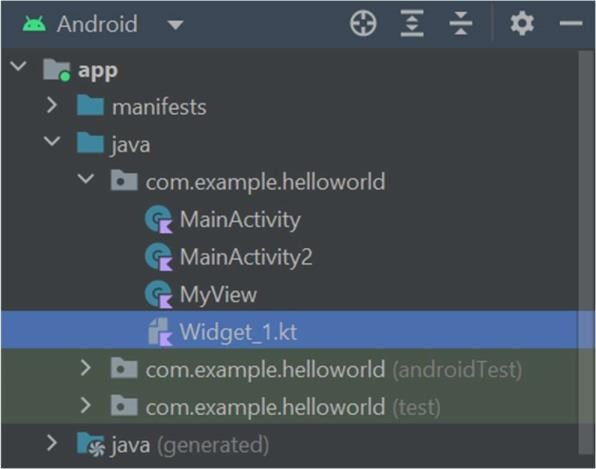 Android
app
manifests
java
com.example.helloworld
MainActivity
MainActivity2
MyView
Widget_1.kt
com.example.helloworld (androidTest)
com.example.helloworld (test)
java (generated)